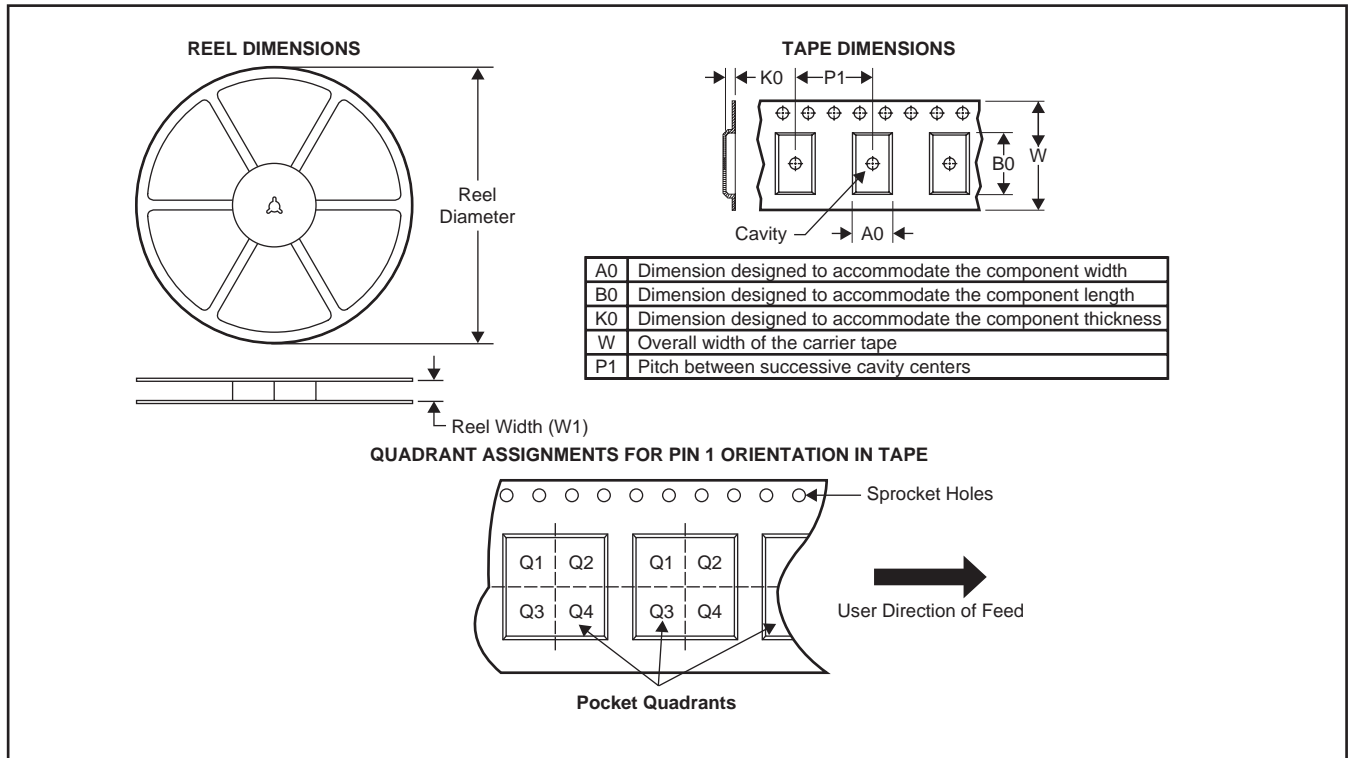 REEL DIMENSIONS
Reel
Diameter
Reel Width (W1)
TAPE DIMENSIONS
K0
P1
B0
W
Cavity
A0
A0 Dimension designed to accommodate the component width
B0 Dimension designed to accommodate the component length
K0 Dimension designed to accommodate the component thickness
W Overall width of the carrier tape
P1 Pitch between successive cavity centers
QUADRANT ASSIGNMENTS FOR PIN 1 ORIENTATION IN TAPE
Sprocket Holes
Q1 Q2 Q1 Q2
Q3 Q4 Q3 Q4
User Direction of Feed
Pocket Quadrants